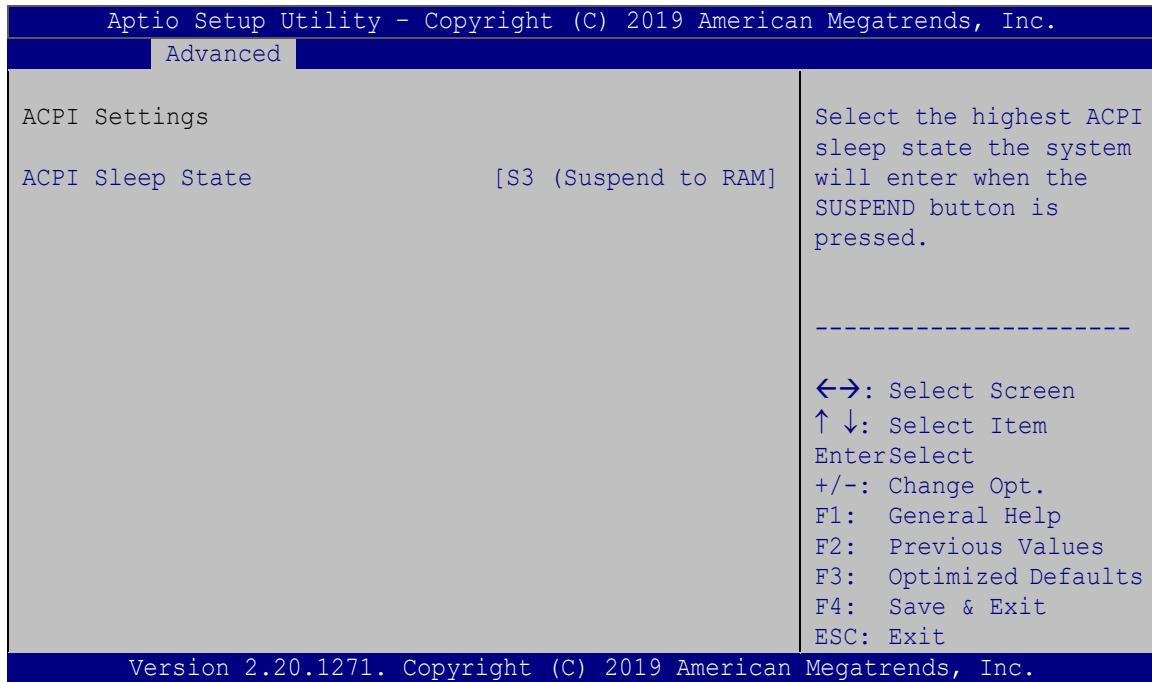 Aptio Setup Utility – Copyright (C) 2019 American Megatrends, Inc.
Advanced
ACPI Settings
ACPI Sleep State [S3 (Suspend to RAM]
Select the highest ACPI
sleep state the system
will enter when the
SUSPEND button is
pressed.
----------------------
←→: Select Screen
↑ ↓: Select Item
EnterSelect
+/-: Change Opt.
F1: General Help
F2: Previous Values
F3: Optimized Defaults
F4: Save & Exit
ESC: Exit
Version 2.20.1271. Copyright (C) 2019 American Megatrends, Inc.